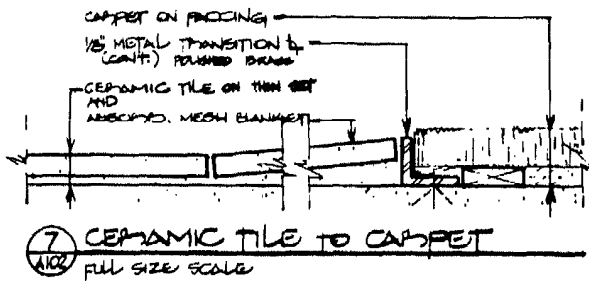 CARPET ON PADDING
1/8" METAL TRANSITION
(CONT.) POLISHED BRASS
CERAMIC TILE ON THIN SET
AND
MESH BLANKET
7
A102
CERAMIC TILE TO CARPET
FULL SIZE SCALE